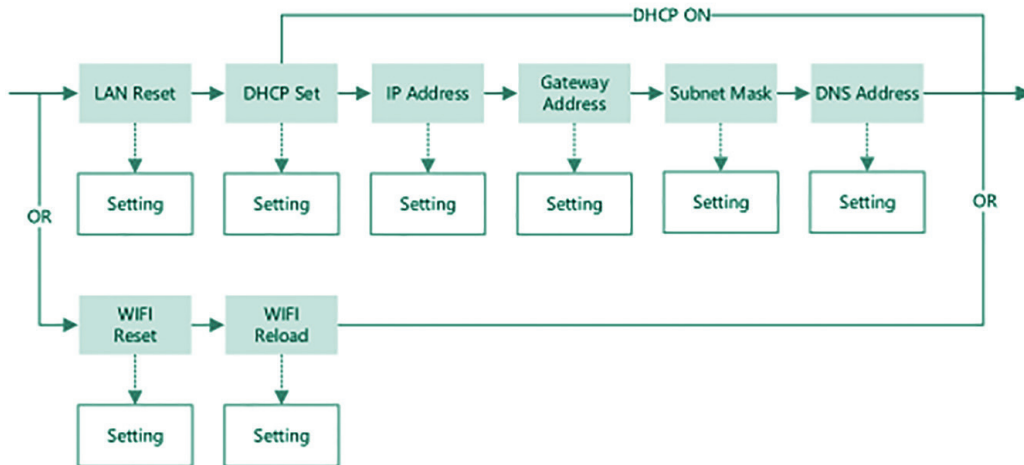 DHCP ON
LAN Reset
DHCP Set
IP Address
Gateway
Address
Subnet Mask
DNS Address
Setting
Setting
Setting
Setting
Setting
Setting
OR
OR
WIFI
Reset
WIFI
Reload
Setting
Setting